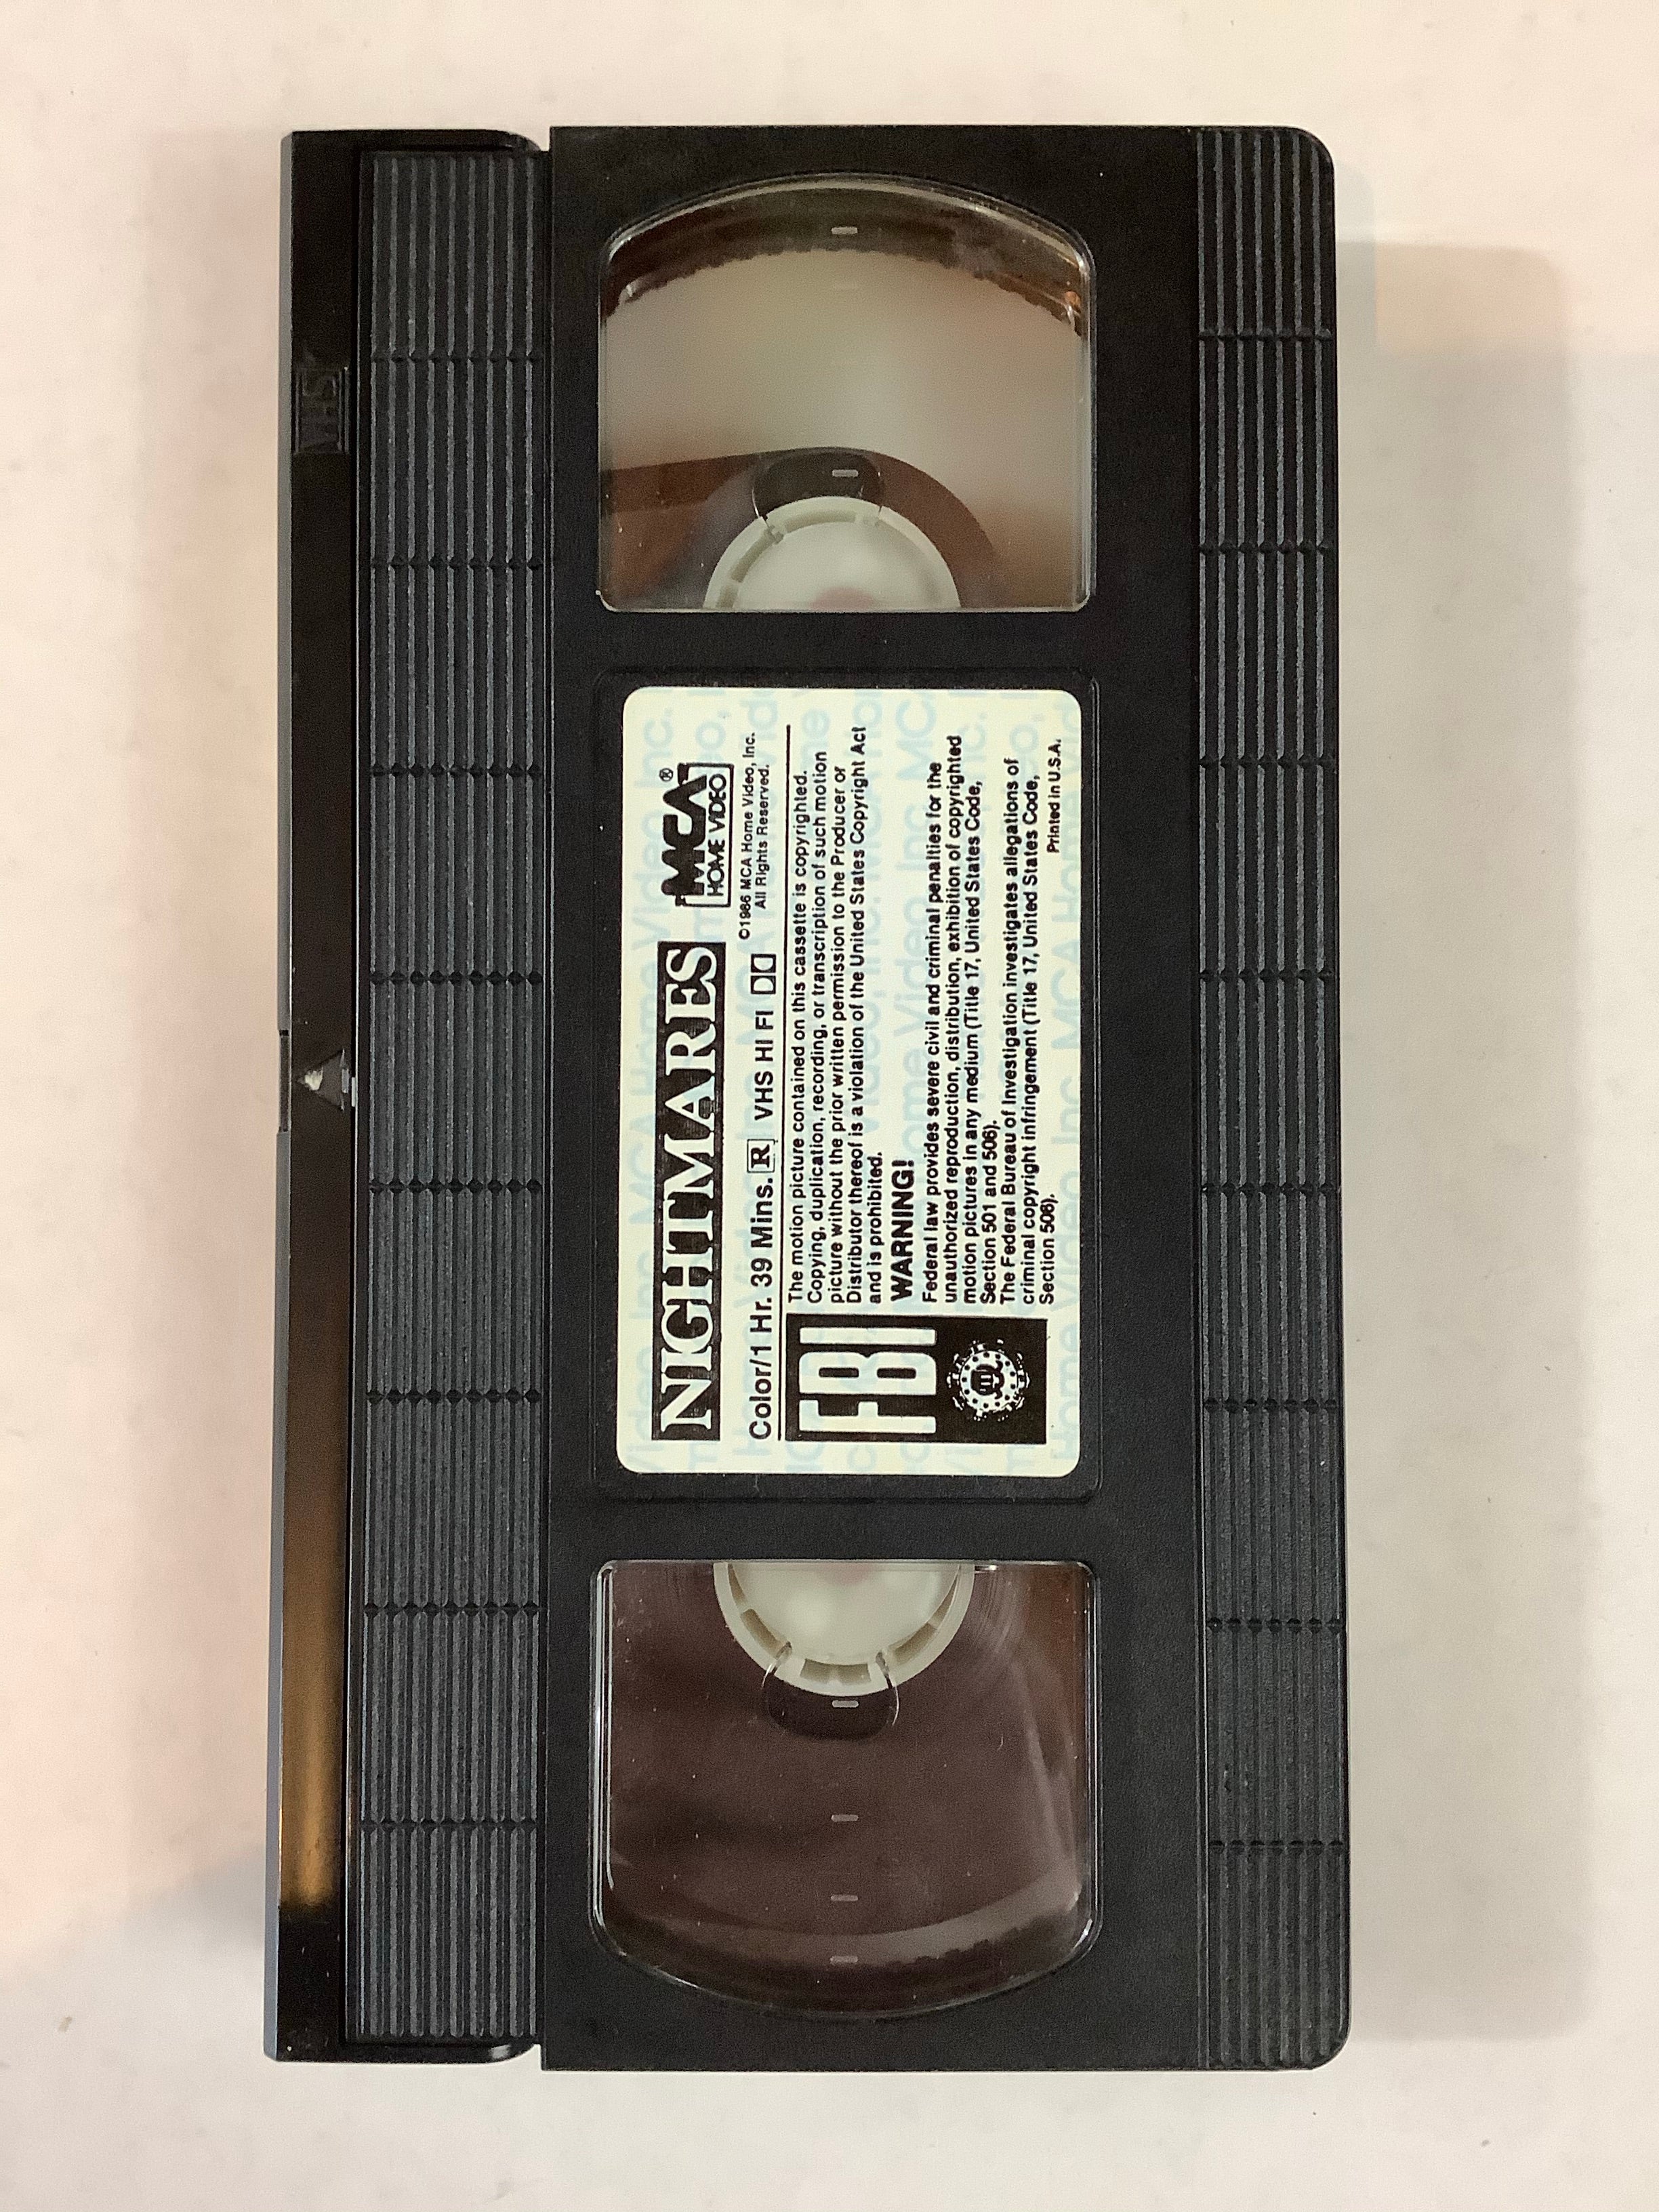 VHS
NIGHTMARES
MCA®
HOME VIDEO
Color/1 Hr. 39 Mins. R VHS HI FI
©1986 MCA Home Video, Inc.
All Rights Reserved.
The motion picture contained on this cassette is copyrighted.
Copying, duplication, recording, or transcription of such motion
picture without the prior written permission to the Producer or
Distributor thereof is a violation of the United States Copyright Act
and is prohibited.
WARNING!
Federal law provides severe civil and criminal penalties for the
unauthorized reproduction, distribution, exhibition of copyrighted
motion pictures in any medium (Title 17, United States Code,
Section 501 and 506).
The Federal Bureau of Investigation investigates allegations of
criminal copyright infringement (Title 17, United States Code,
Section 506).
Printed in U.S.A.
FBI